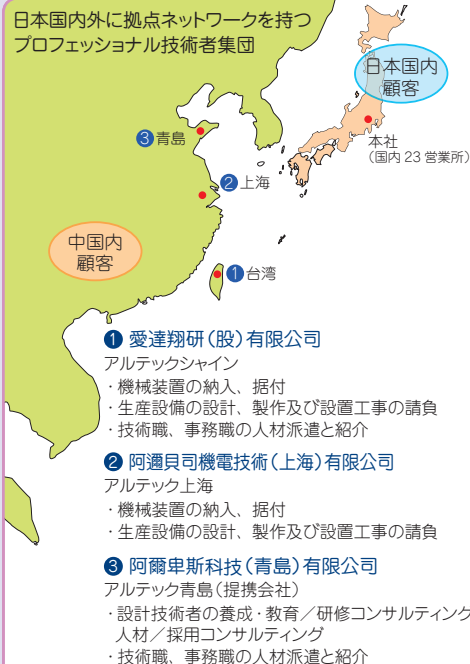 日本国内外に拠点ネットワークを持つ
プロフェッショナル技術者集団
日本国内
顧客
本社
(国内 23 営業所)
❸ 青島
❷ 上海
中国内
顧客
❶ 台湾
❶ 愛達翔研(股)有限公司
アルテックシャイン
・機械装置の納入、据付
・生産設備の設計、製作及び設置工事の請負
・技術職、事務職の人材派遣と紹介
❷ 阿邇貝司機電技術(上海)有限公司
アルテック上海
・機械装置の納入、据付
・生産設備の設計、製作及び設置工事の請負
❸ 阿爾卑斯科技(青島)有限公司
アルテック青島(提携会社)
・設計技術者の養成・教育/研修コンサルティング
人材/採用コンサルティング
・技術職、事務職の人材派遣と紹介